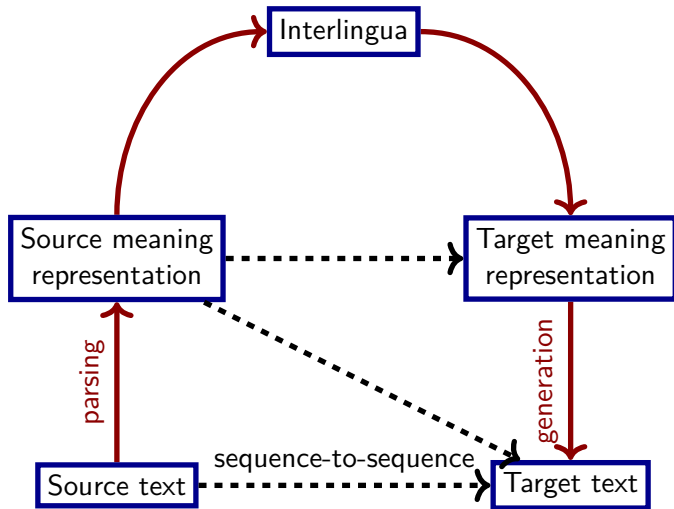 Interlingua
Source meaning
representation
Target meaning
representation
parsing
generation
sequence-to-sequence
Source text
Target text